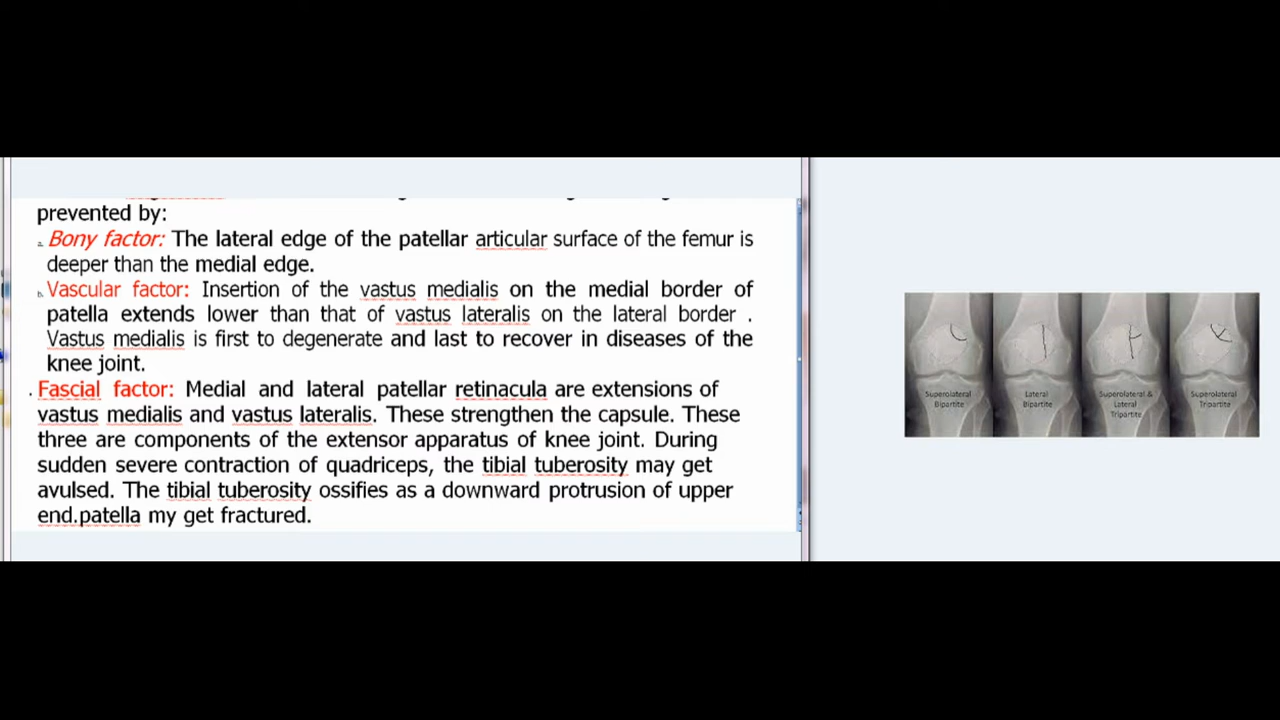 prevented by:
a. Bony factor: The lateral edge of the patellar articular surface of the femur is
deeper than the medial edge.
b. Vascular factor: Insertion of the vastus medialis on the medial border of
patella extends lower than that of vastus lateralis on the lateral border .
Vastus medialis is first to degenerate and last to recover in diseases of the
knee joint.
. Fascial factor: Medial and lateral patellar retinacula are extensions of
vastus medialis and vastus lateralis. These strengthen the capsule. These
three are components of the extensor apparatus of knee joint. During
sudden severe contraction of quadriceps, the tibial tuberosity may get
avulsed. The tibial tuberosity ossifies as a downward protrusion of upper
end.patella my get fractured.
Superolateral
Bipartite
Lateral
Bipartite
Superolateral &
Lateral
Tripartite
Superolateral
Tripartite